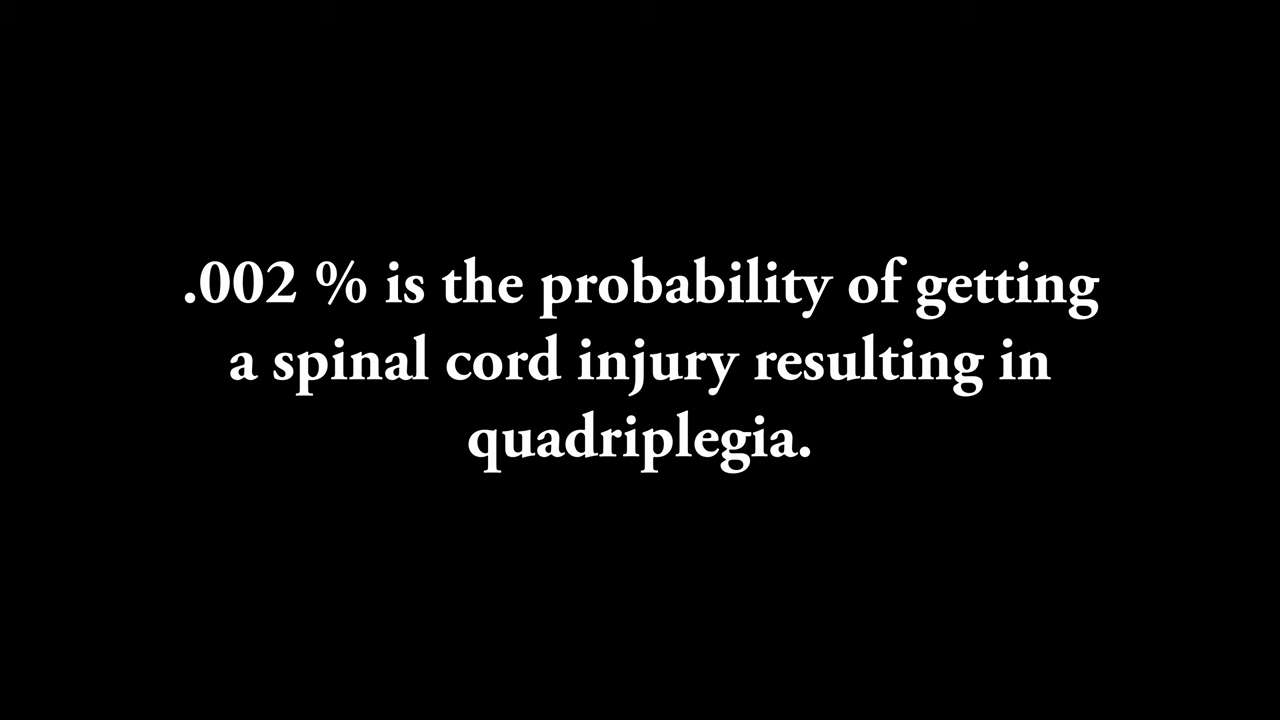 .002 % is the probability of getting
a spinal cord injury resulting in
quadriplegia.